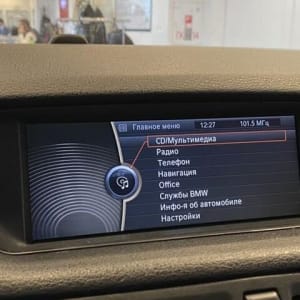 Главное меню 12:27 101.5 МГц
CD/Мультимедиа
Радио
Телефон
Навигация
Office
Службы BMW
Инфо-я об автомобиле
Настройки